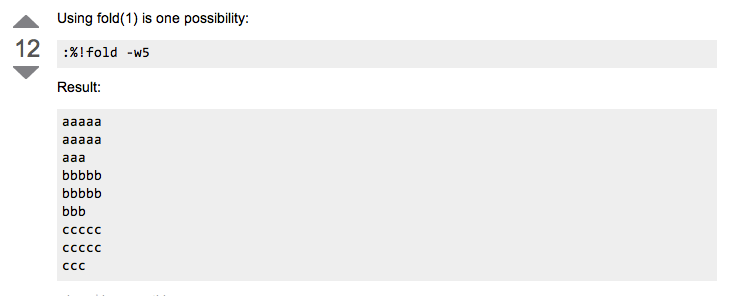 Using fold(1) is one possibility:
12
:%!fold -w5
Result:
aaaaa
aaaaa
aaa
bbbbb
bbbbb
bbb
ccccc
ccccc
ccc